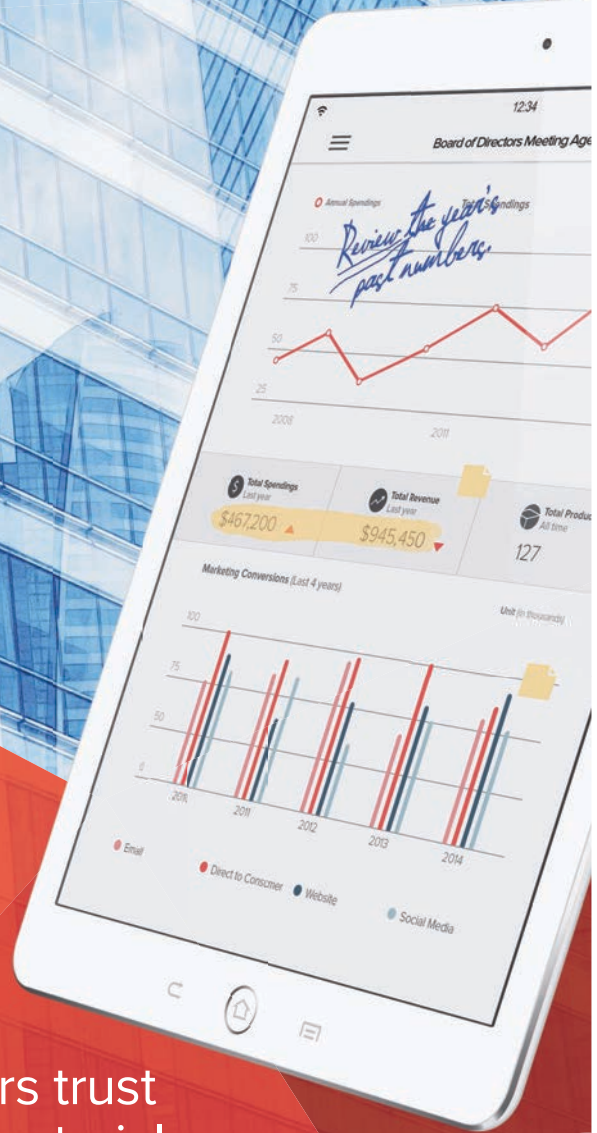 12:34
Board of Directors Meeting Age
Annual Spendings
Total Spendings
Review the year's
past numbers.
100
75
50
25
2008
2011
Total Spendings
Last year
$467,200
Total Revenue
Last year
$945,450
Total Produc
All time
127
Marketing Conversions (Last 4 years)
Unit (in thousands)
100
75
50
0
2010
2011
2012
2013
2014
Email
Direct to Conscmer
Website
Social Media
rs trust